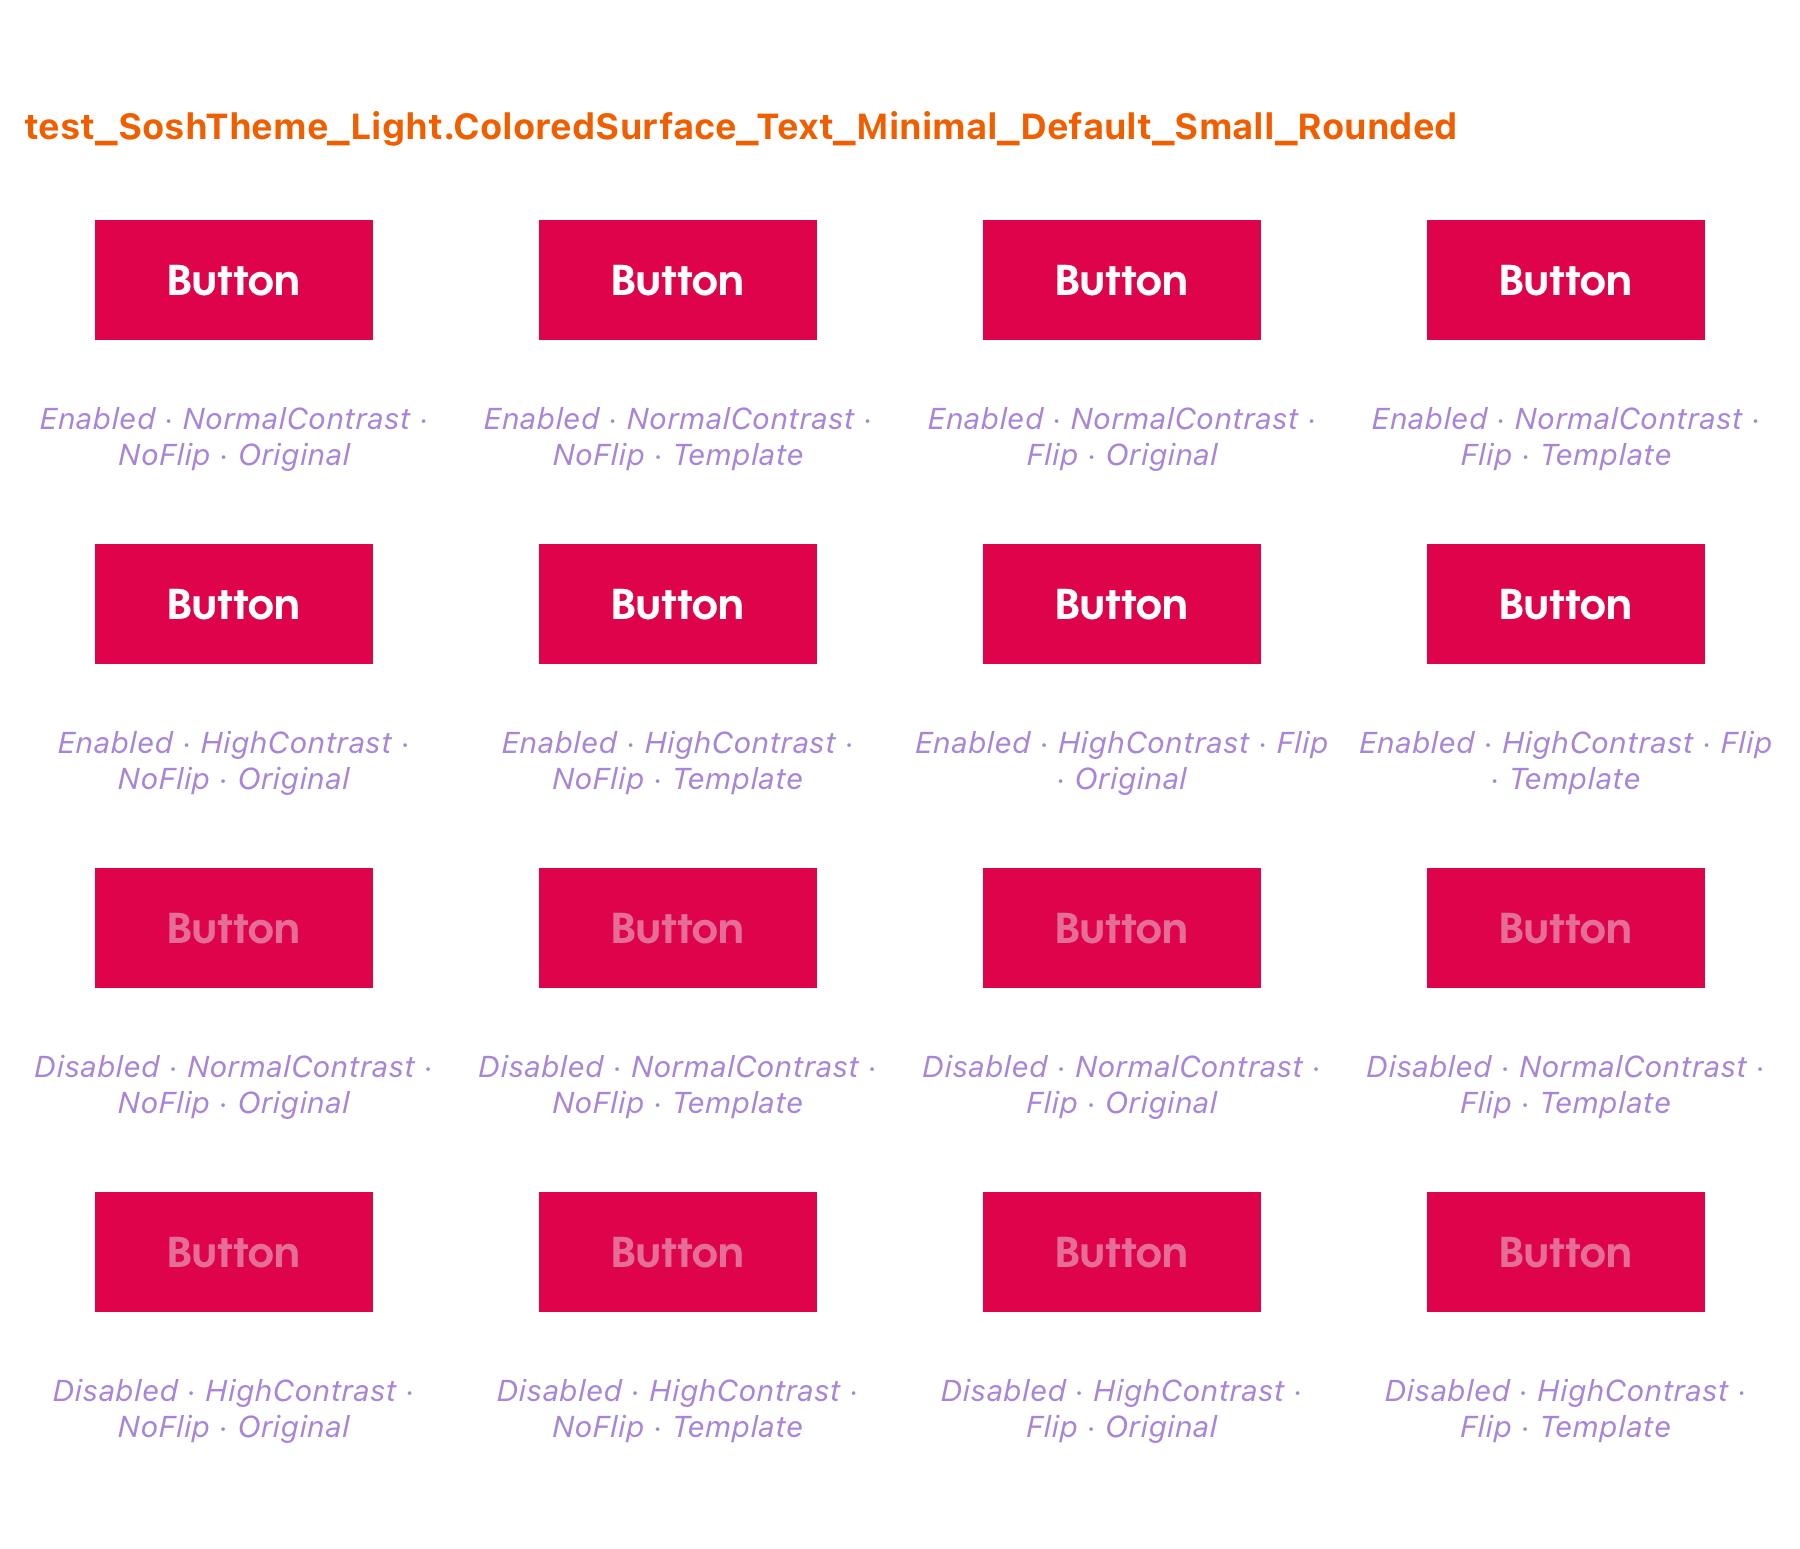 test_SoshTheme_Light.ColoredSurface_Text_Minimal_Default_Small_Rounded
Button Button Button Button
Enabled · NormalContrast · Enabled · NormalContrast · Enabled · NormalContrast · Enabled · NormalContrast ·
NoFlip · Original NoFlip · Template Flip · Original Flip · Template
Button Button Button Button
Enabled · HighContrast · Enabled · HighContrast · Enabled · HighContrast · Flip Enabled · HighContrast · Flip
NoFlip · Original NoFlip · Template · Original · Template
Button Button Button Button
Disabled · NormalContrast · Disabled · NormalContrast · Disabled · NormalContrast · Disabled · NormalContrast ·
NoFlip · Original NoFlip · Template Flip · Original Flip · Template
Button Button Button Button
Disabled · HighContrast · Disabled · HighContrast · Disabled · HighContrast · Disabled · HighContrast ·
NoFlip · Original NoFlip · Template Flip · Original Flip · Template